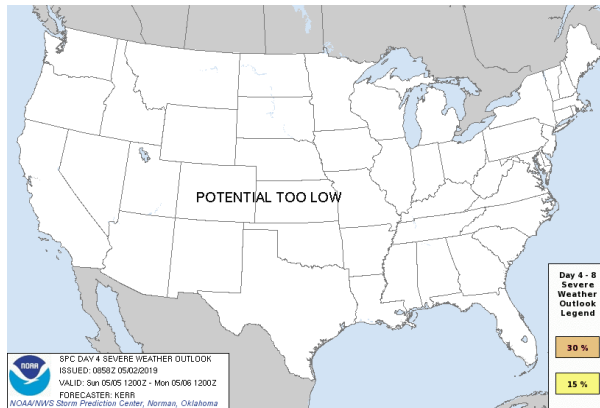 POTENTIAL TOO LOW
Day 4 - 8
Severe
Weather
Outlook
Legend
30 %
15 %
NOAA
SPC DAY 4 SEVERE WEATHER OUTLOOK
ISSUED: 0858Z 05/02/2019
VALID: Sun 05/05 1200Z - Mon 05/06 1200Z
FORECASTER: KERR
NOAA/NWS Storm Prediction Center, Norman, Oklahoma